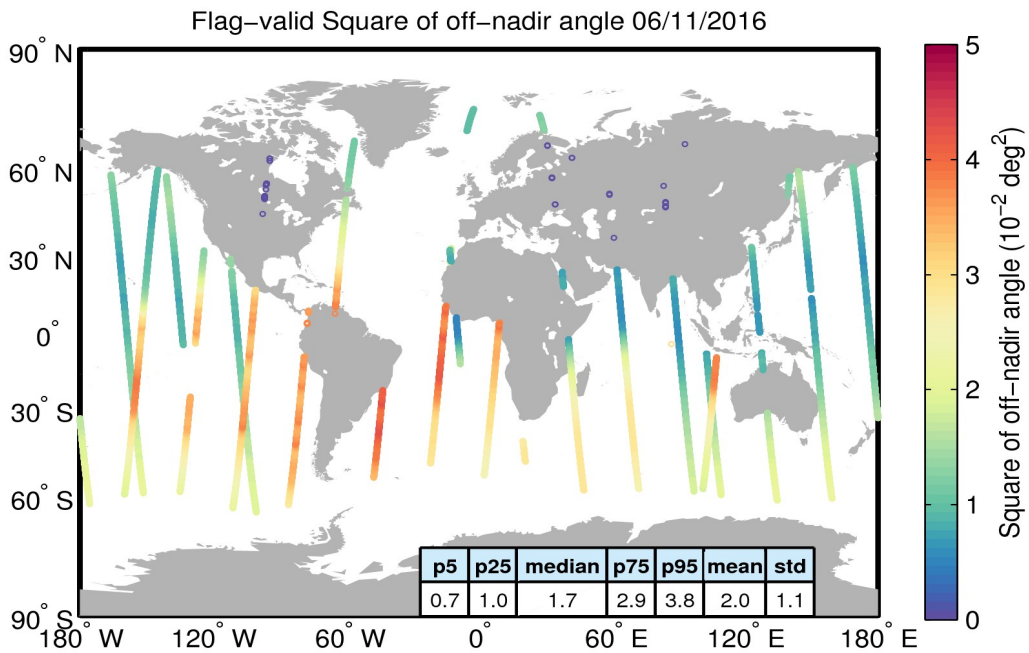 Flag−valid Square of off−nadir angle 06/11/2016
90° N
60° N
30° N
0°
30° S
60° S
90° S
180° W
120° W
60° W
0°
60° E
120° E
180° E
p5 p25 median p75 p95 mean std
0.7 1.0 1.7 2.9 3.8 2.0 1.1
5
4
3
2
1
0
Square of off−nadir angle (10⁻² deg²)